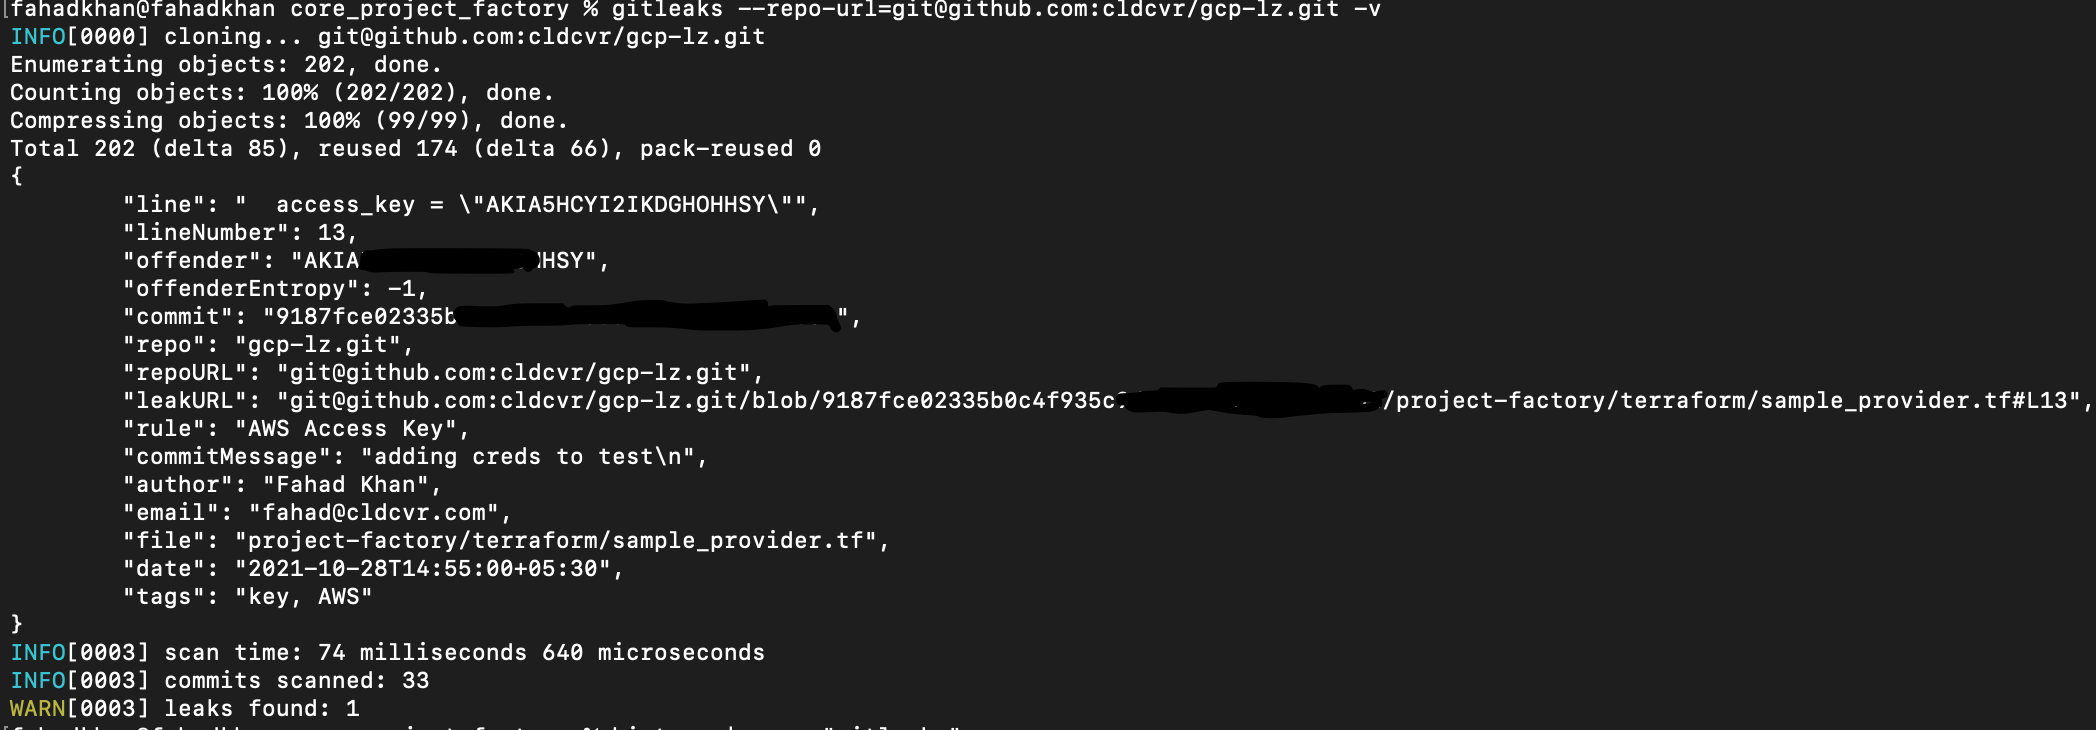 fahadkhan@fahadkhan core_project_factory % gitleaks --repo-url=git@github.com:cldcvr/gcp-lz.git -v
INFO[0000] cloning... git@github.com:cldcvr/gcp-lz.git
Enumerating objects: 202, done.
Counting objects: 100% (202/202), done.
Compressing objects: 100% (99/99), done.
Total 202 (delta 85), reused 174 (delta 66), pack-reused 0
{
"line": "  access_key = \"AKIA5HCYI2IKDGHOHHSY\"",
"lineNumber": 13,
"offender": "AKIA HSY",
"offenderEntropy": -1,
"commit": "9187fce02335b ",
"repo": "gcp-lz.git",
"repoURL": "git@github.com:cldcvr/gcp-lz.git",
"leakURL": "git@github.com:cldcvr/gcp-lz.git/blob/9187fce02335b0c4f935c /project-factory/terraform/sample_provider.tf#L13",
"rule": "AWS Access Key",
"commitMessage": "adding creds to test\n",
"author": "Fahad Khan",
"email": "fahad@cldcvr.com",
"file": "project-factory/terraform/sample_provider.tf",
"date": "2021-10-28T14:55:00+05:30",
"tags": "key, AWS"
}
INFO[0003] scan time: 74 milliseconds 640 microseconds
INFO[0003] commits scanned: 33
WARN[0003] leaks found: 1